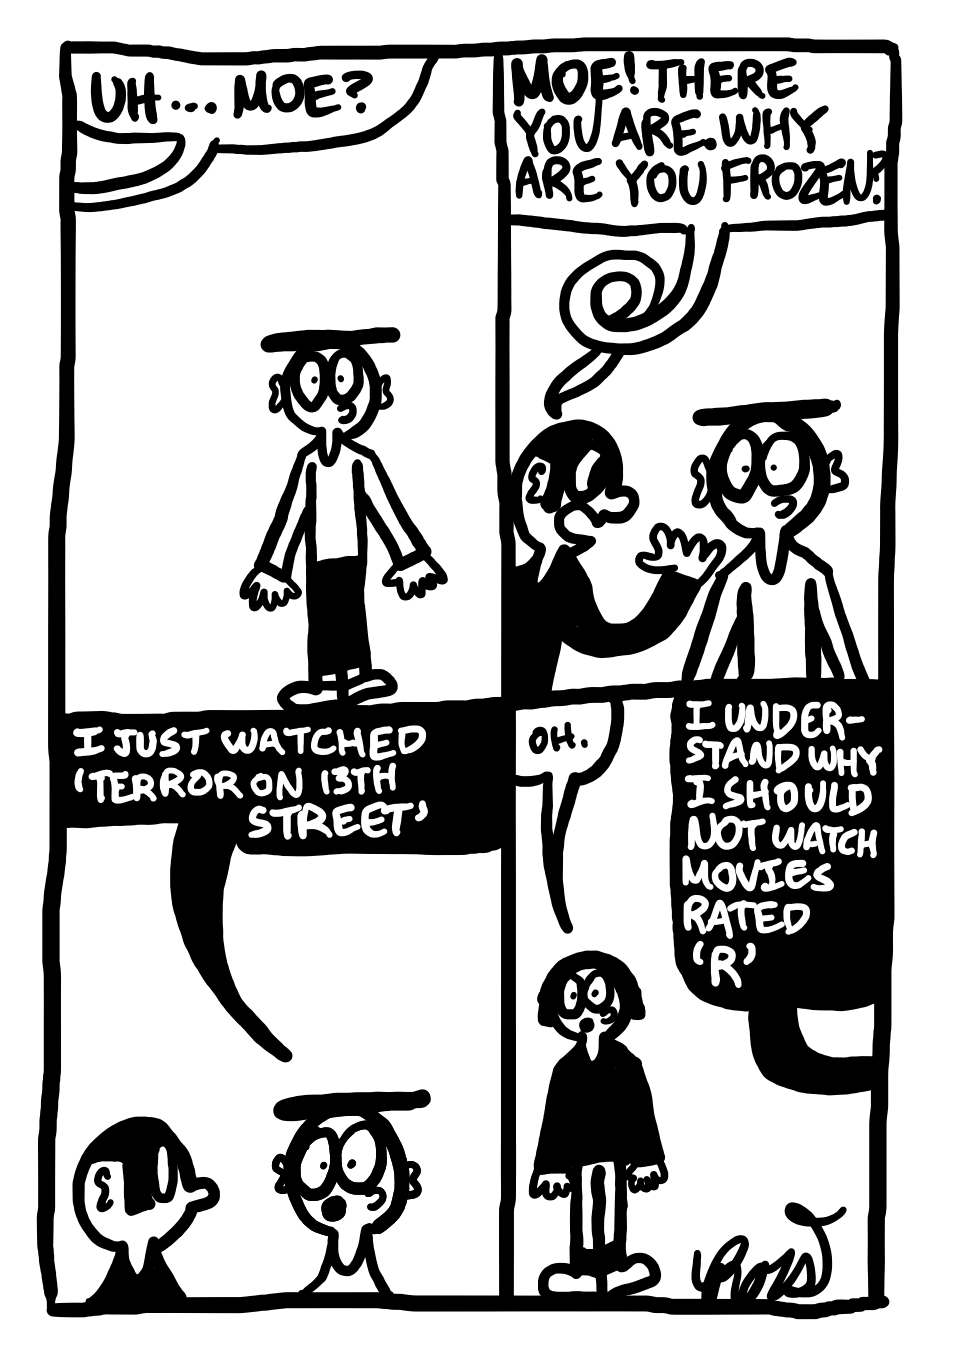 UH... MOE?
MOE! THERE
YOU ARE. WHY
ARE YOU FROZEN?
I JUST WATCHED
'TERROR ON 13TH
STREET'
OH.
I UNDER-
STAND WHY
I SHOULD
NOT WATCH
MOVIES
RATED
'R'